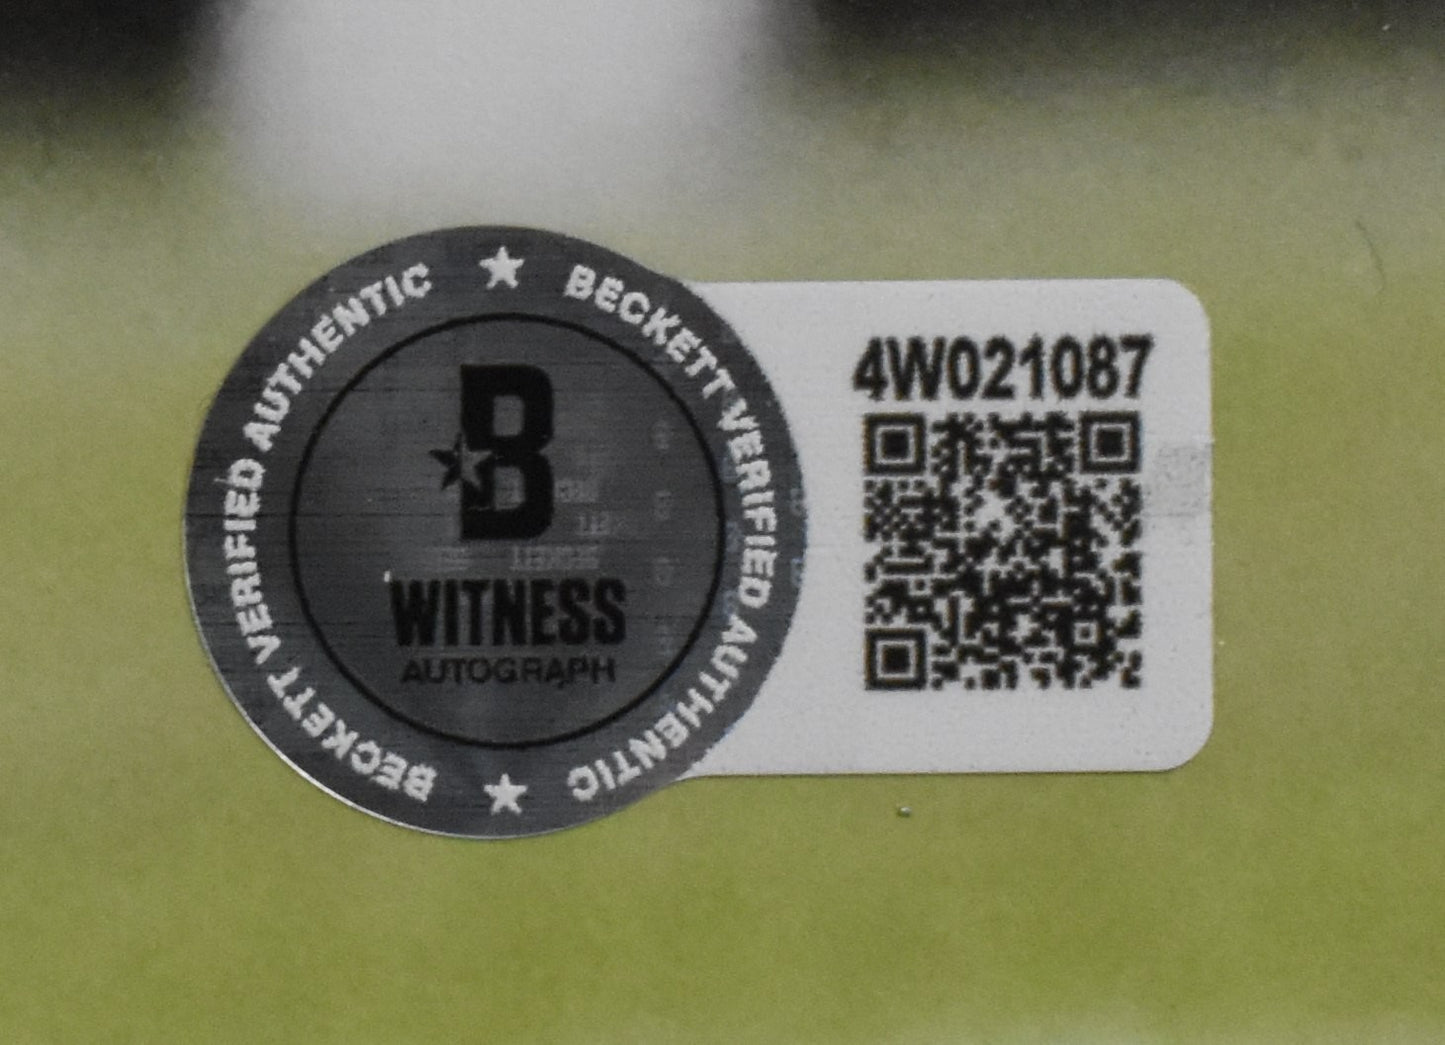 ★ BECKETT VERIFIED AUTHENTIC
★ BECKETT VERIFIED AUTHENTIC
B
WITNESS
AUTOGRAPH
4W021087